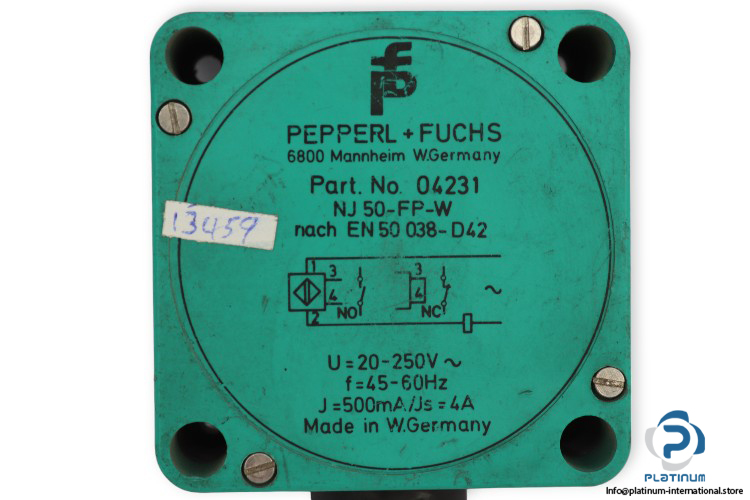 PEPPERL + FUCHS
6800 Mannheim W.Germany
Part. No. 04231
NJ 50-FP-W
nach EN 50 038-D42
13459
1
3
3
4
4
NO
NC
~
2
U = 20-250V ~
f = 45-60Hz
J = 500mA/Js = 4A
Made in W.Germany
PLATINUM
INTERNATIONAL
Info@platinum-international.store